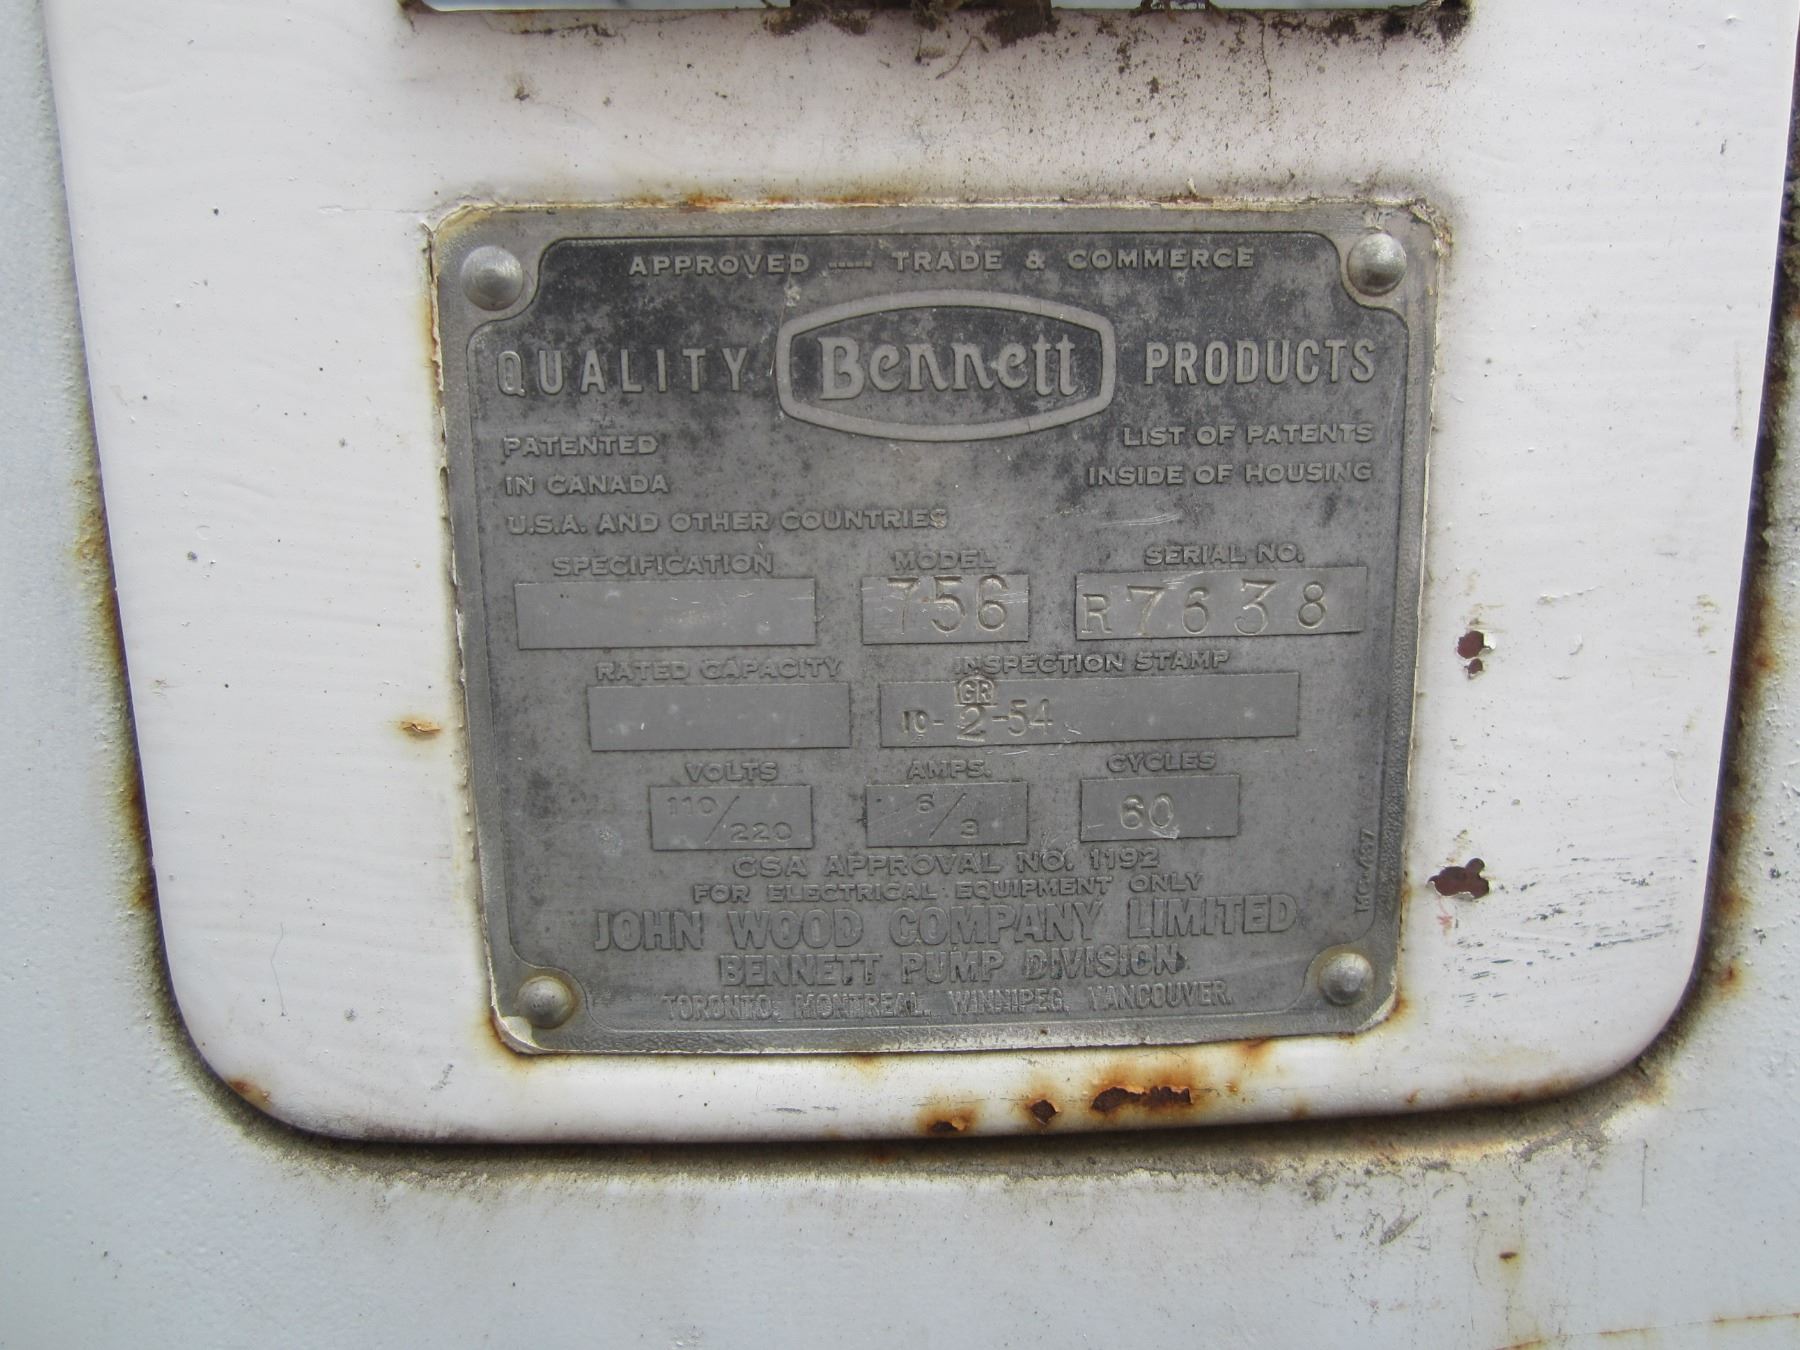 APPROVED ----- TRADE & COMMERCE
QUALITY Bennett PRODUCTS
PATENTED
IN CANADA
U.S.A. AND OTHER COUNTRIES
LIST OF PATENTS
INSIDE OF HOUSING
SPECIFICATION MODEL SERIAL NO.
756 R7638
RATED CAPACITY INSPECTION STAMP
GR
10-2-54
VOLTS AMPS. CYCLES
110/220 6/3 60
CSA APPROVAL NO. 1192
FOR ELECTRICAL EQUIPMENT ONLY
JOHN WOOD COMPANY LIMITED
BENNETT PUMP DIVISION
TORONTO. MONTREAL. WINNIPEG. VANCOUVER.